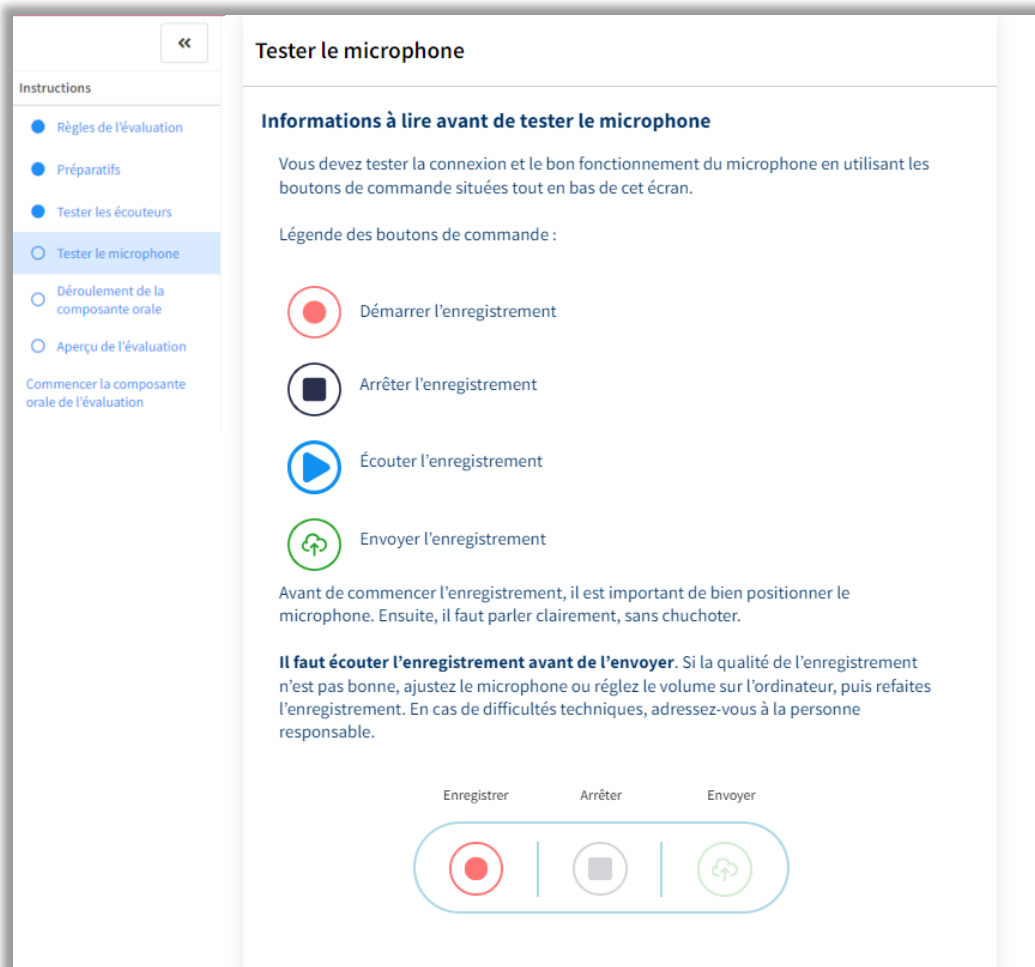 Instructions
Règles de l'évaluation
Préparatifs
Tester les écouteurs
Tester le microphone
Déroulement de la
composante orale
Aperçu de l'évaluation
Commencer la composante
orale de l'évaluation
Tester le microphone
Informations à lire avant de tester le microphone
Vous devez tester la connexion et le bon fonctionnement du microphone en utilisant les
boutons de commande situées tout en bas de cet écran.
Légende des boutons de commande :
Démarrer l'enregistrement
Arrêter l'enregistrement
Écouter l'enregistrement
Envoyer l'enregistrement
Avant de commencer l'enregistrement, il est important de bien positionner le
microphone. Ensuite, il faut parler clairement, sans chuchoter.
Il faut écouter l'enregistrement avant de l'envoyer. Si la qualité de l'enregistrement
n'est pas bonne, ajustez le microphone ou réglez le volume sur l'ordinateur, puis refaites
l'enregistrement. En cas de difficultés techniques, adressez-vous à la personne
responsable.
Enregistrer Arrêter Envoyer